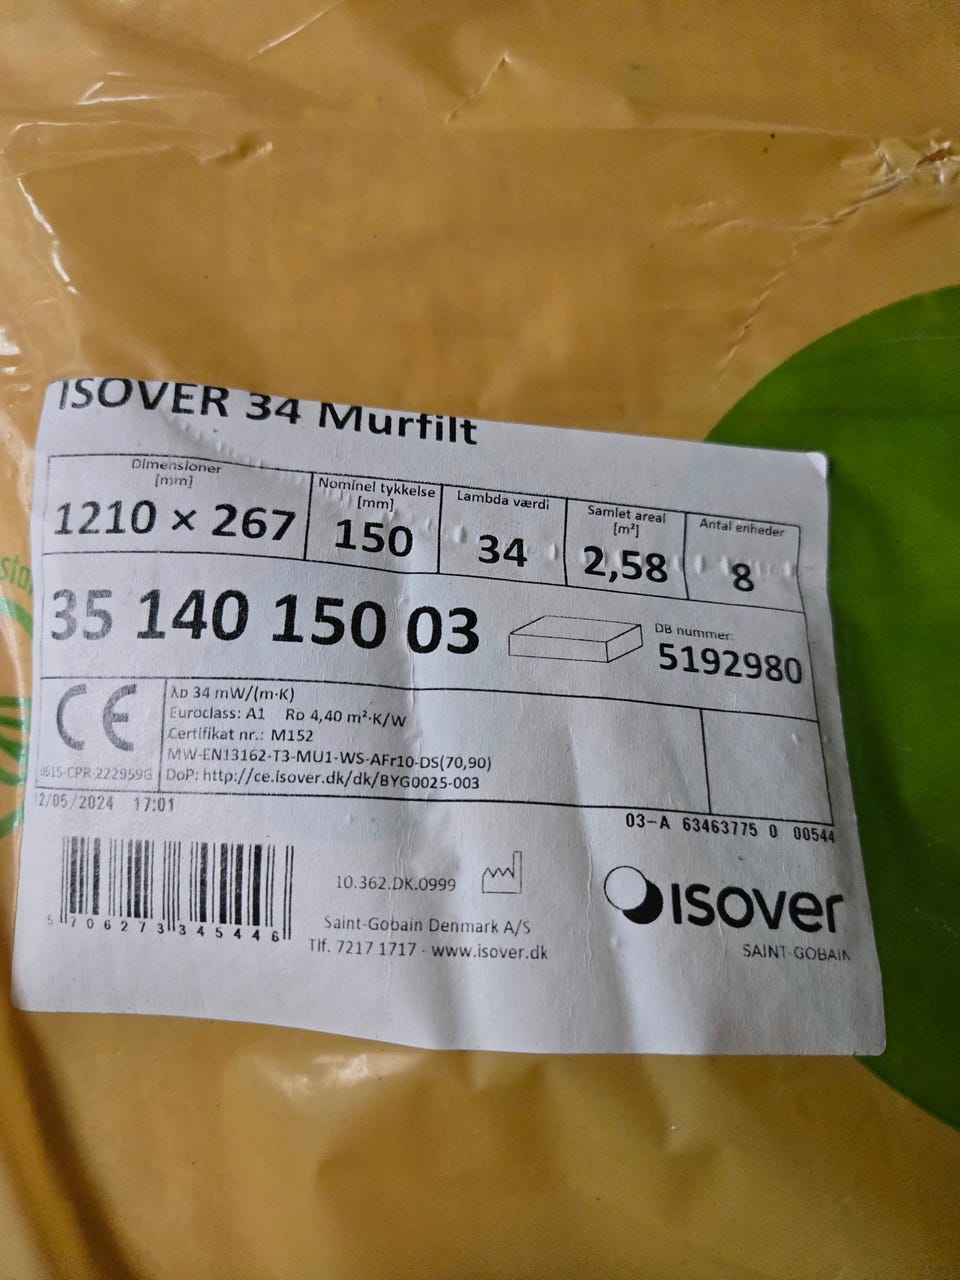 ISOVER 34 Murfilt
Dimensioner [mm]
1210 × 267
Nominel tykkelse [mm]
150
Lambda værdi
34
Samlet areal [m²]
2,58
Antal enheder
8
35 140 150 03
DB nummer:
5192980
CE
0615-CPR-222959G
λD 34 mW/(m·K)
Euroclass: A1 RD 4,40 m²·K/W
Certifikat nr.: M152
MW-EN13162-T3-MU1-WS-AFr10-DS(70,90)
DoP: http://ce.isover.dk/dk/BYG0025-003
2/05/2024 17:01
03-A 63463775 0 00544
5 706273 345446
10.362.DK.0999
Saint-Gobain Denmark A/S
Tlf. 7217 1717 - www.isover.dk
isover
SAINT-GOBAIN